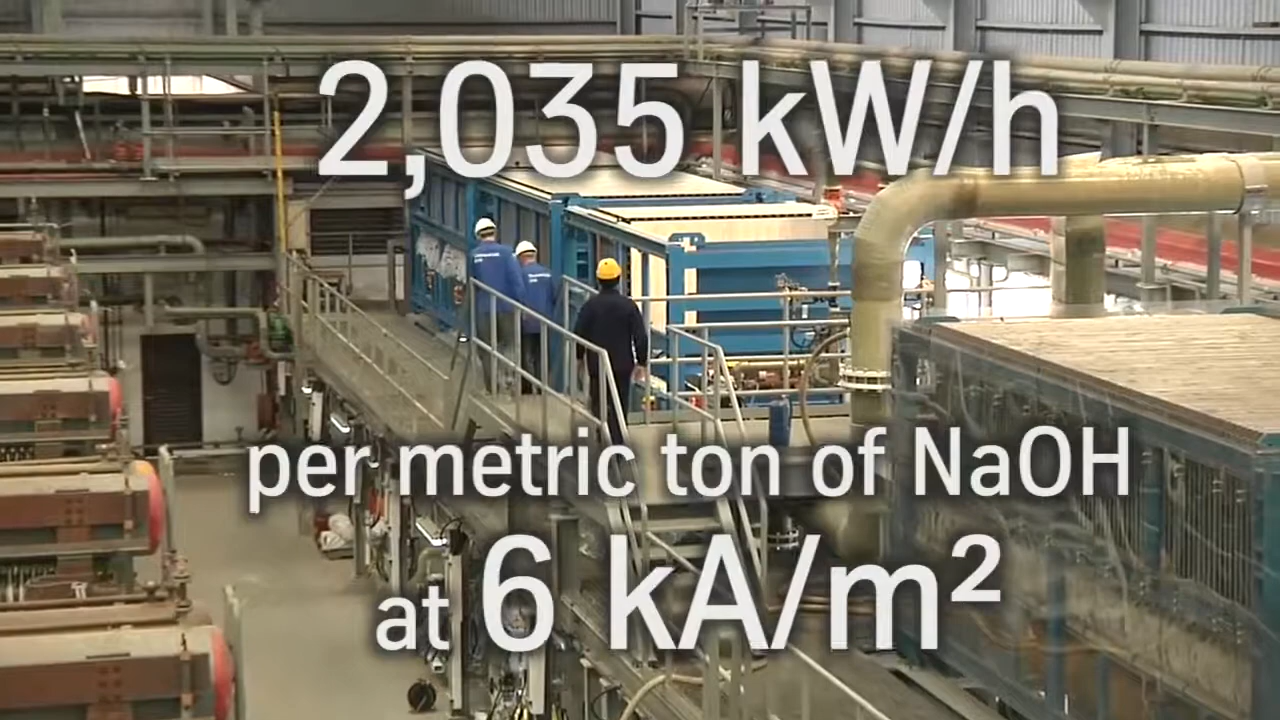 2,035 kW/h
per metric ton of NaOH
at 6 kA/m²